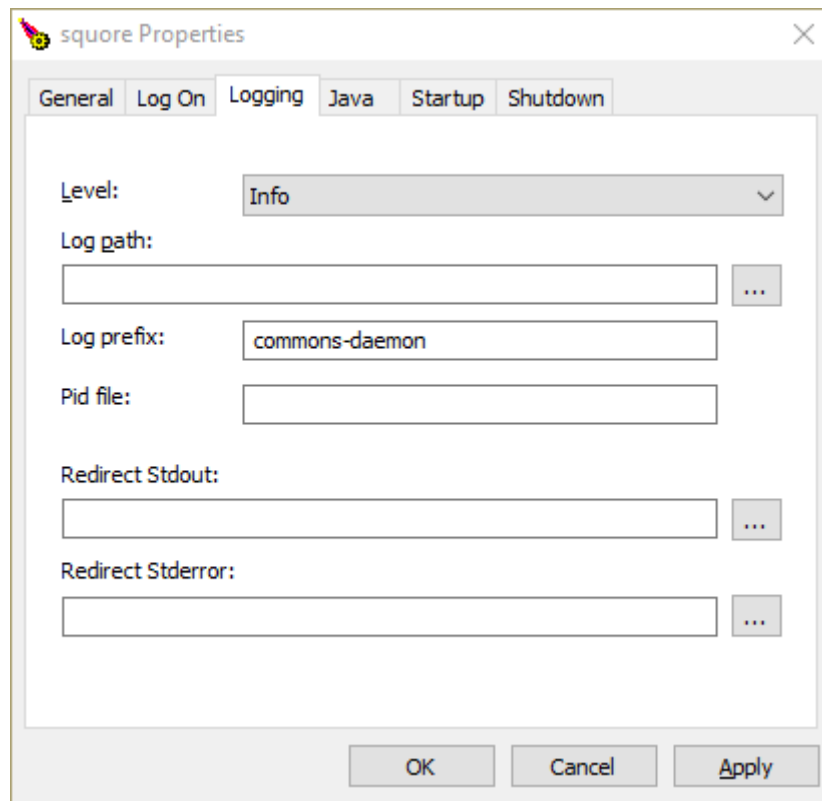 squore Properties
General Log On Logging Java Startup Shutdown
Level: Info
Log path:
...
Log prefix: commons-daemon
Pid file:
Redirect Stdout:
...
Redirect Stderror:
...
OK Cancel Apply